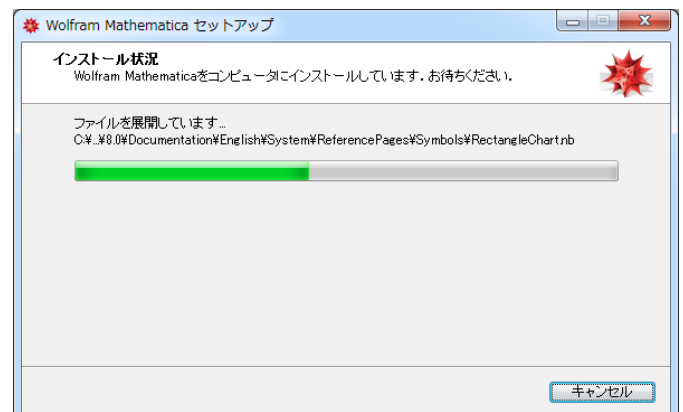 Wolfram Mathematica セットアップ
インストール状況
Wolfram Mathematicaをコンピュータにインストールしています．お待ちください．
ファイルを展開しています...
C:¥...¥8.0¥Documentation¥English¥System¥ReferencePages¥Symbols¥RectangleChart.nb
キャンセル